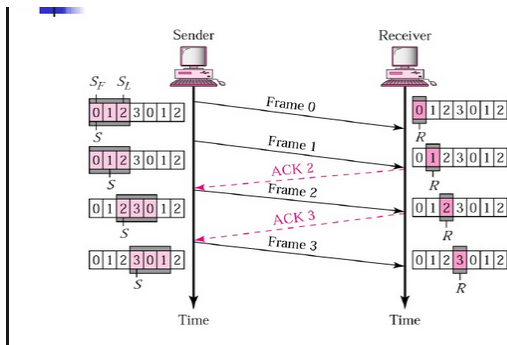 Sender Receiver
S_F S_L
Frame 0
0 1 2 3 0 1 2
0 1 2 3 0 1 2
S
R
Frame 1
0 1 2 3 0 1 2
0 1 2 3 0 1 2
ACK 2
S
R
Frame 2
0 1 2 3 0 1 2
0 1 2 3 0 1 2
ACK 3
S
R
Frame 3
0 1 2 3 0 1 2
0 1 2 3 0 1 2
S
R
Time Time